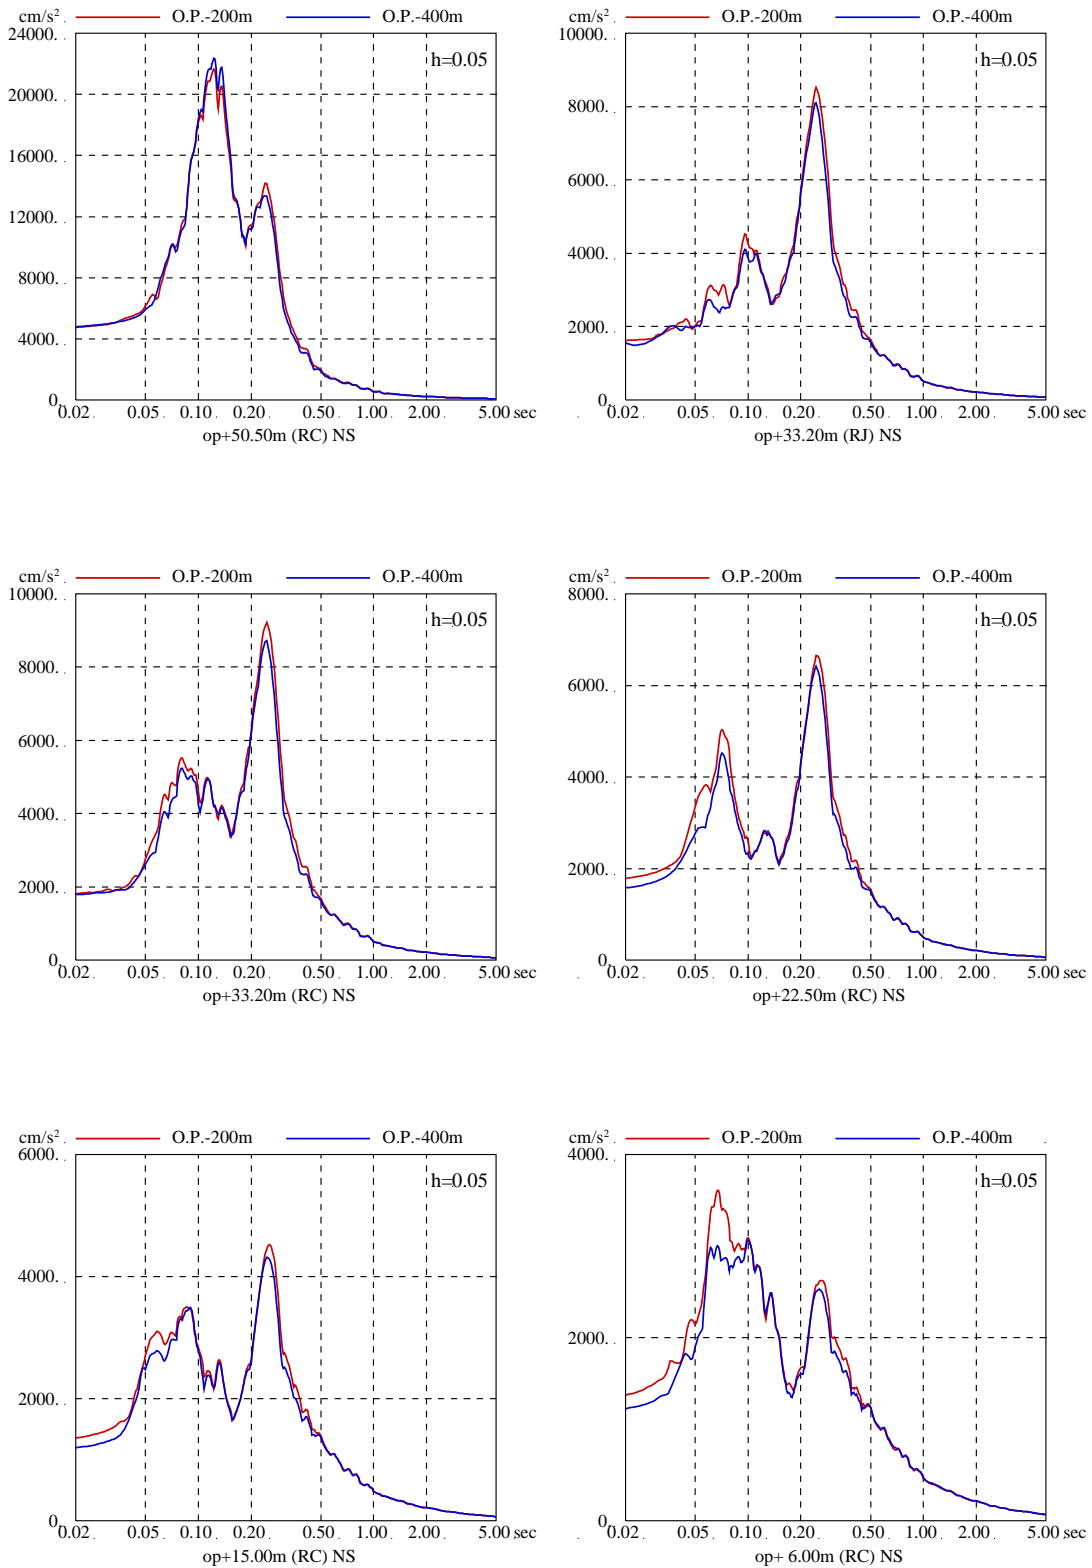 cm/s² O.P.-200m O.P.-400m
24000.
h=0.05
20000.
16000.
12000.
8000.
4000.
0.
0.02 0.05 0.10 0.20 0.50 1.00 2.00 5.00 sec
op+50.50m (RC) NS
cm/s² O.P.-200m O.P.-400m
10000.
h=0.05
8000.
6000.
4000.
2000.
0.
0.02 0.05 0.10 0.20 0.50 1.00 2.00 5.00 sec
op+33.20m (RJ) NS
cm/s² O.P.-200m O.P.-400m
10000.
h=0.05
8000.
6000.
4000.
2000.
0.
0.02 0.05 0.10 0.20 0.50 1.00 2.00 5.00 sec
op+33.20m (RC) NS
cm/s² O.P.-200m O.P.-400m
8000.
h=0.05
6000.
4000.
2000.
0.
0.02 0.05 0.10 0.20 0.50 1.00 2.00 5.00 sec
op+22.50m (RC) NS
cm/s² O.P.-200m O.P.-400m
6000.
h=0.05
4000.
2000.
0.
0.02 0.05 0.10 0.20 0.50 1.00 2.00 5.00 sec
op+15.00m (RC) NS
cm/s² O.P.-200m O.P.-400m
4000.
h=0.05
2000.
0.
0.02 0.05 0.10 0.20 0.50 1.00 2.00 5.00 sec
op+ 6.00m (RC) NS